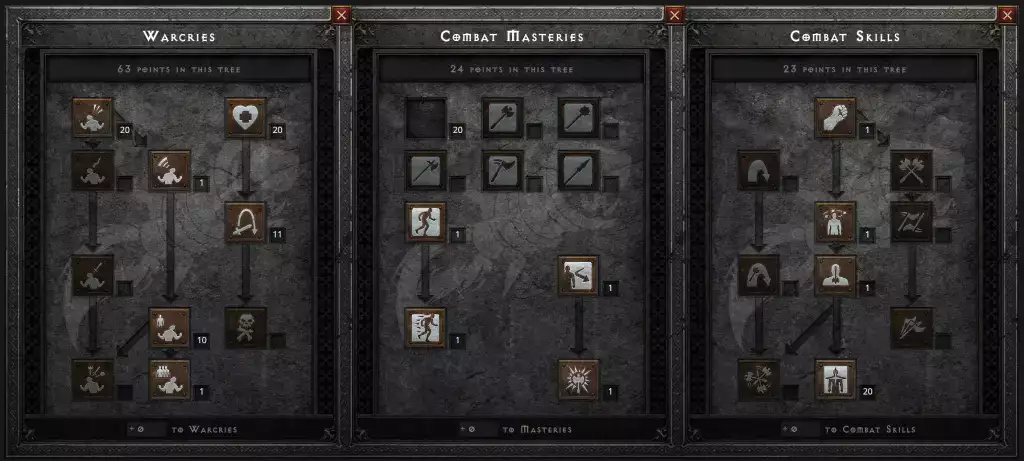 Warcries
63 points in this tree
20
20
1
11
10
1
+ 0 to Warcries
Combat Masteries
24 points in this tree
20
1
1
1
1
+ 0 to Masteries
Combat Skills
23 points in this tree
1
1
1
20
+ 0 to Combat Skills